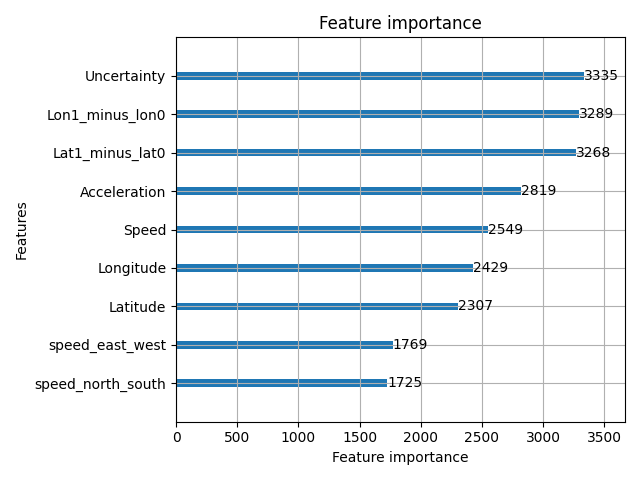 Feature importance
Uncertainty 3335
Lon1_minus_lon0 3289
Lat1_minus_lat0 3268
Acceleration 2819
Speed 2549
Longitude 2429
Latitude 2307
speed_east_west 1769
speed_north_south 1725
Features
0 500 1000 1500 2000 2500 3000 3500
Feature importance